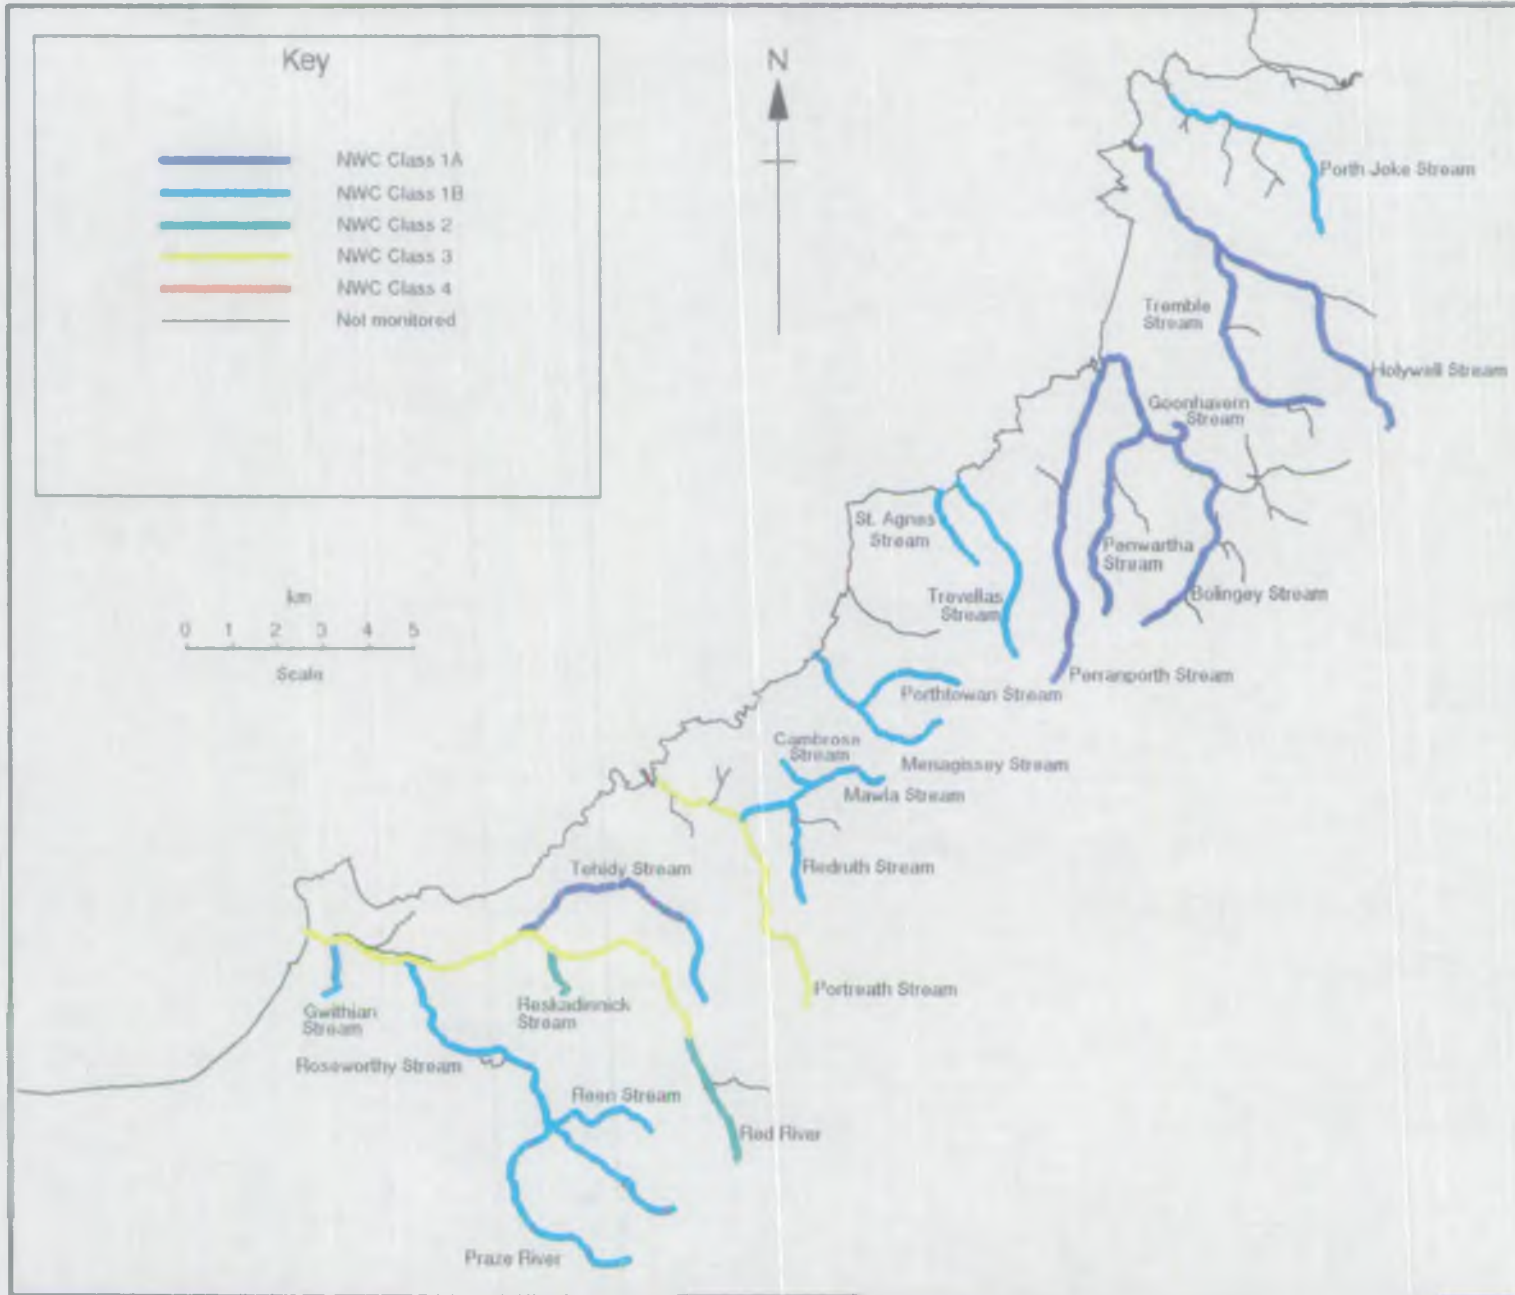 Key
NWC Class 1A
NWC Class 1B
NWC Class 2
NWC Class 3
NWC Class 4
Not monitored
N
km
0 1 2 3 4 5
Scale
Porth Joke Stream
Tremble
Stream
Holywell Stream
Goonhavern
Stream
St. Agnes
Stream
Penwartha
Stream
Trevellas
Stream
Bolingey Stream
Perranporth Stream
Porthtowan Stream
Cambrose
Stream
Menagissey Stream
Mawla Stream
Redruth Stream
Tehidy Stream
Portreath Stream
Gwithian
Stream
Reskadinnick
Stream
Roseworthy Stream
Reen Stream
Red River
Praze River